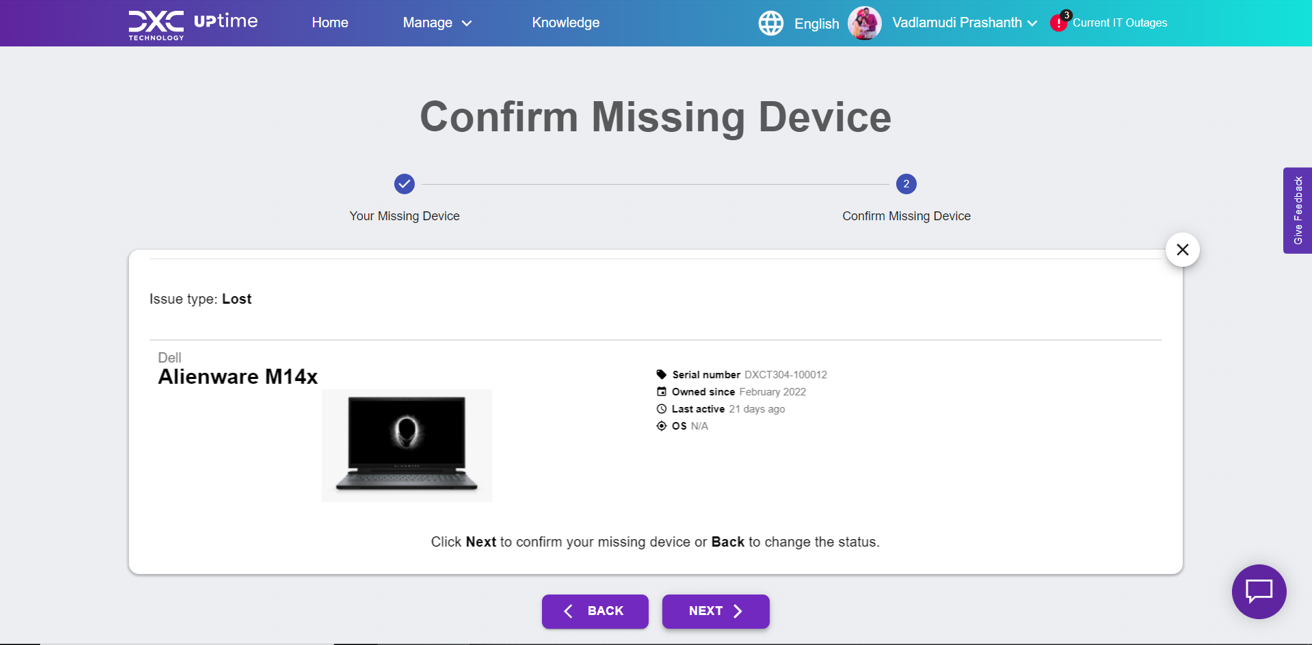 DXC TECHNOLOGY UPtime Home Manage Knowledge English Vadlamudi Prashanth 3 Current IT Outages
Confirm Missing Device
2
Your Missing Device Confirm Missing Device
Give Feedback
Issue type: Lost
Dell
Alienware M14x
Serial number DXCT304-100012
Owned since February 2022
Last active 21 days ago
OS N/A
Click Next to confirm your missing device or Back to change the status.
BACK NEXT